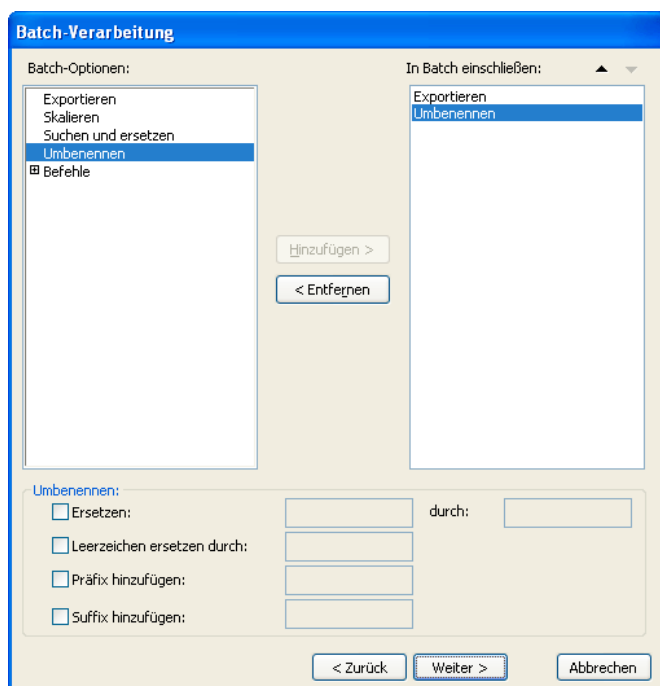 Batch-Verarbeitung
Batch-Optionen:
In Batch einschließen:
Exportieren
Skalieren
Suchen und ersetzen
Umbenennen
Befehle
Exportieren
Umbenennen
Hinzufügen >
< Entfernen
Umbenennen:
Ersetzen:
durch:
Leerzeichen ersetzen durch:
Präfix hinzufügen:
Suffix hinzufügen:
< Zurück
Weiter >
Abbrechen